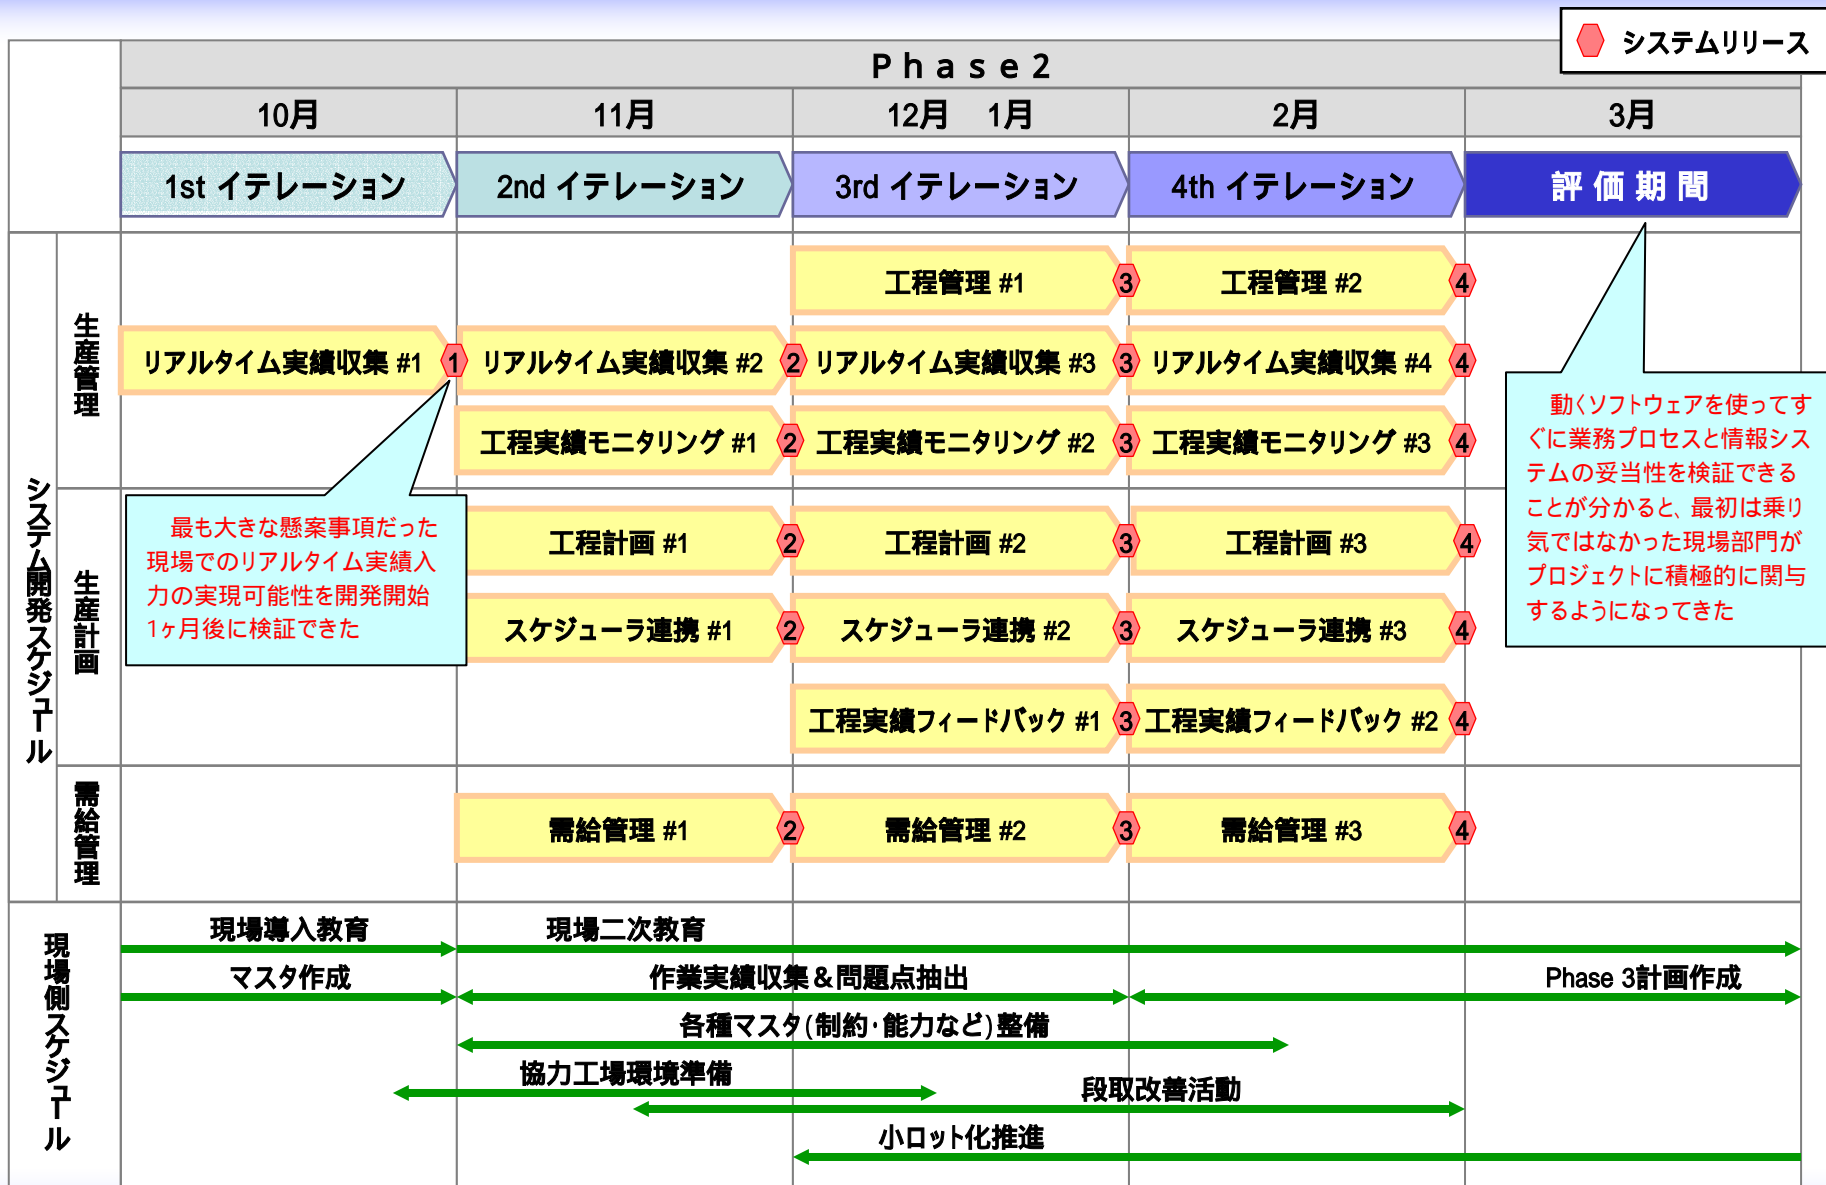 システムリリース
Phase2
10月
11月
12月　1月
2月
3月
1st イテレーション
2nd イテレーション
3rd イテレーション
4th イテレーション
評価期間
システム開発スケジュール
生産管理
工程管理 #1
3
工程管理 #2
4
リアルタイム実績収集 #1
1
リアルタイム実績収集 #2
2
リアルタイム実績収集 #3
3
リアルタイム実績収集 #4
4
工程実績モニタリング #1
2
工程実績モニタリング #2
3
工程実績モニタリング #3
4
動くソフトウェアを使ってす
ぐに業務プロセスと情報シス
テムの妥当性を検証できる
ことが分かると、最初は乗り
気ではなかった現場部門が
プロジェクトに積極的に関与
するようになってきた
最も大きな懸案事項だった
現場でのリアルタイム実績入
力の実現可能性を開発開始
1ヶ月後に検証できた
生産計画
工程計画 #1
2
工程計画 #2
3
工程計画 #3
4
スケジューラ連携 #1
2
スケジューラ連携 #2
3
スケジューラ連携 #3
4
工程実績フィードバック #1
3
工程実績フィードバック #2
4
需給管理
需給管理 #1
2
需給管理 #2
3
需給管理 #3
4
現場側スケジュール
現場導入教育
現場二次教育
マスタ作成
作業実績収集＆問題点抽出
Phase 3計画作成
各種マスタ(制約・能力など)整備
協力工場環境準備
段取改善活動
小ロット化推進